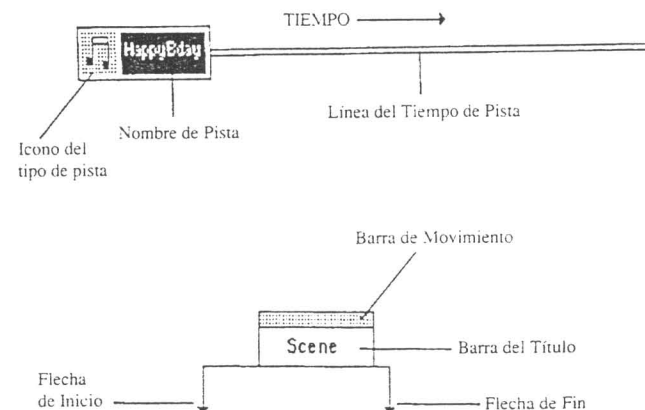 TIEMPO
HappyBday
Línea del Tiempo de Pista
Nombre de Pista
Icono del
tipo de pista
Barra de Movimiento
Scene
Barra del Título
Flecha
de Inicio
Flecha de Fin